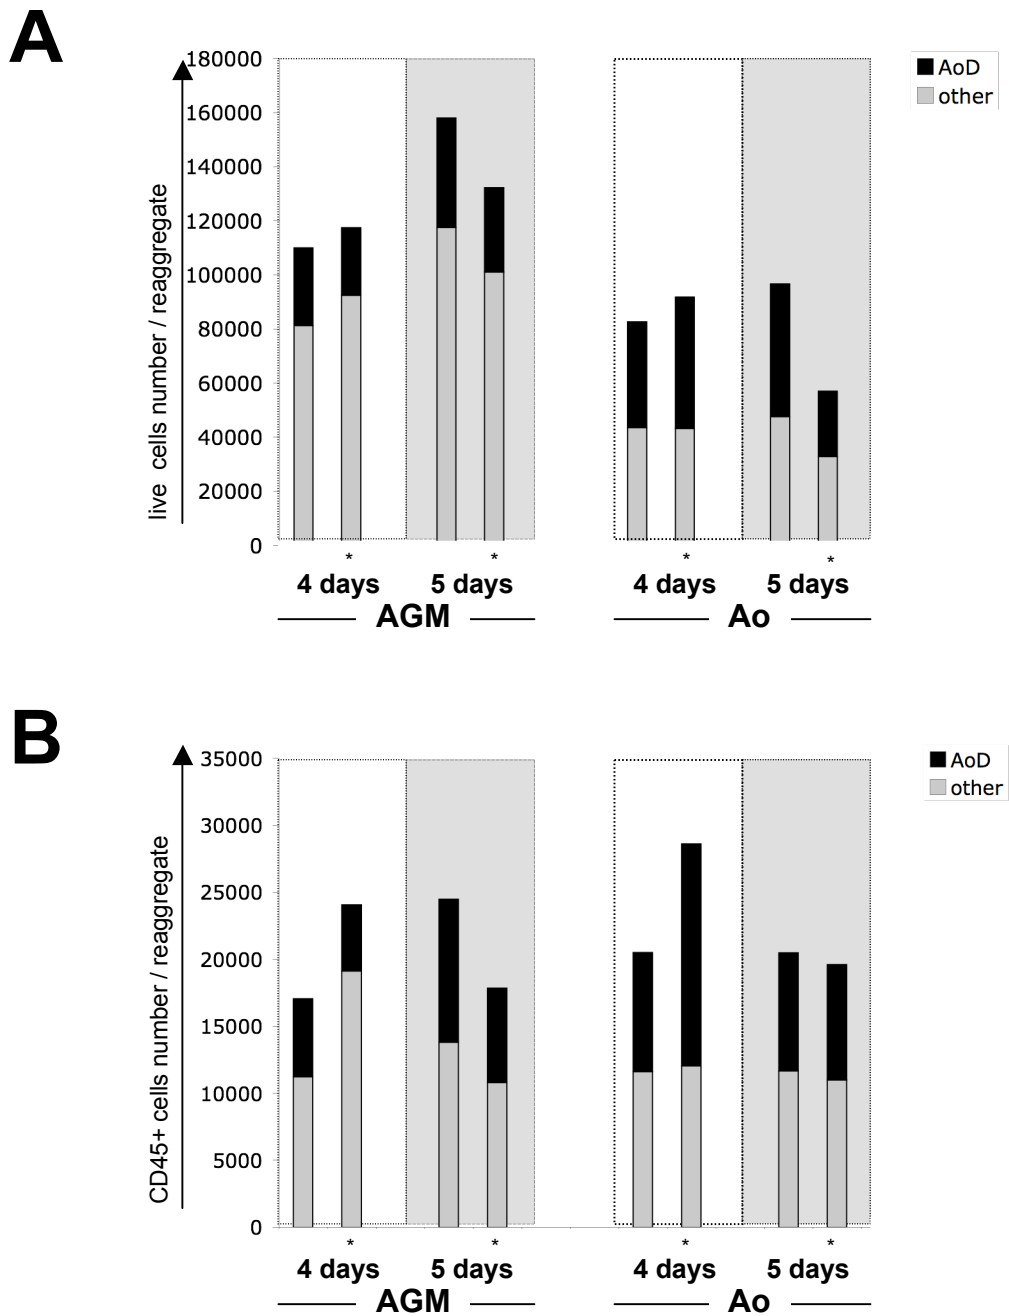 A
live cells number / reaggregate
180000
160000
140000
120000
100000
80000
60000
40000
20000
0
AoD
other
* * * *
4 days 5 days 4 days 5 days
AGM Ao
B
CD45+ cells number / reaggregate
35000
30000
25000
20000
15000
10000
5000
0
AoD
other
* * * *
4 days 5 days 4 days 5 days
AGM Ao